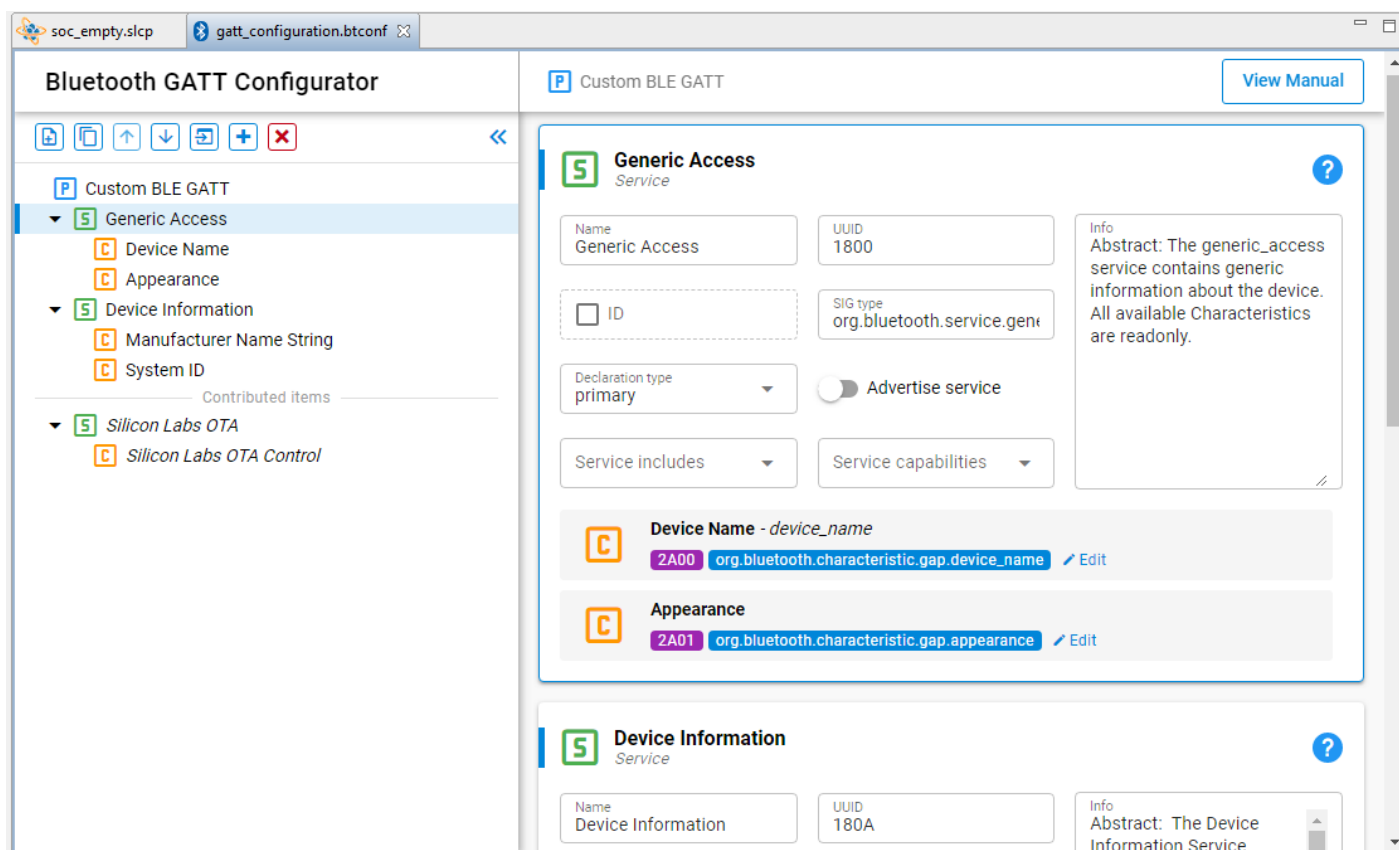 soc_empty.slcp
gatt_configuration.btconf
Bluetooth GATT Configurator
P Custom BLE GATT
S Generic Access
C Device Name
C Appearance
S Device Information
C Manufacturer Name String
C System ID
Contributed items
S Silicon Labs OTA
C Silicon Labs OTA Control
P Custom BLE GATT
View Manual
S Generic Access
Service
?
Name
Generic Access
UUID
1800
Info
Abstract: The generic_access
service contains generic
information about the device.
All available Characteristics
are readonly.
ID
SIG type
org.bluetooth.service.gene
Declaration type
primary
Advertise service
Service includes
Service capabilities
C Device Name - device_name
2A00 org.bluetooth.characteristic.gap.device_name Edit
C Appearance
2A01 org.bluetooth.characteristic.gap.appearance Edit
S Device Information
Service
?
Name
Device Information
UUID
180A
Info
Abstract: The Device
Information Service